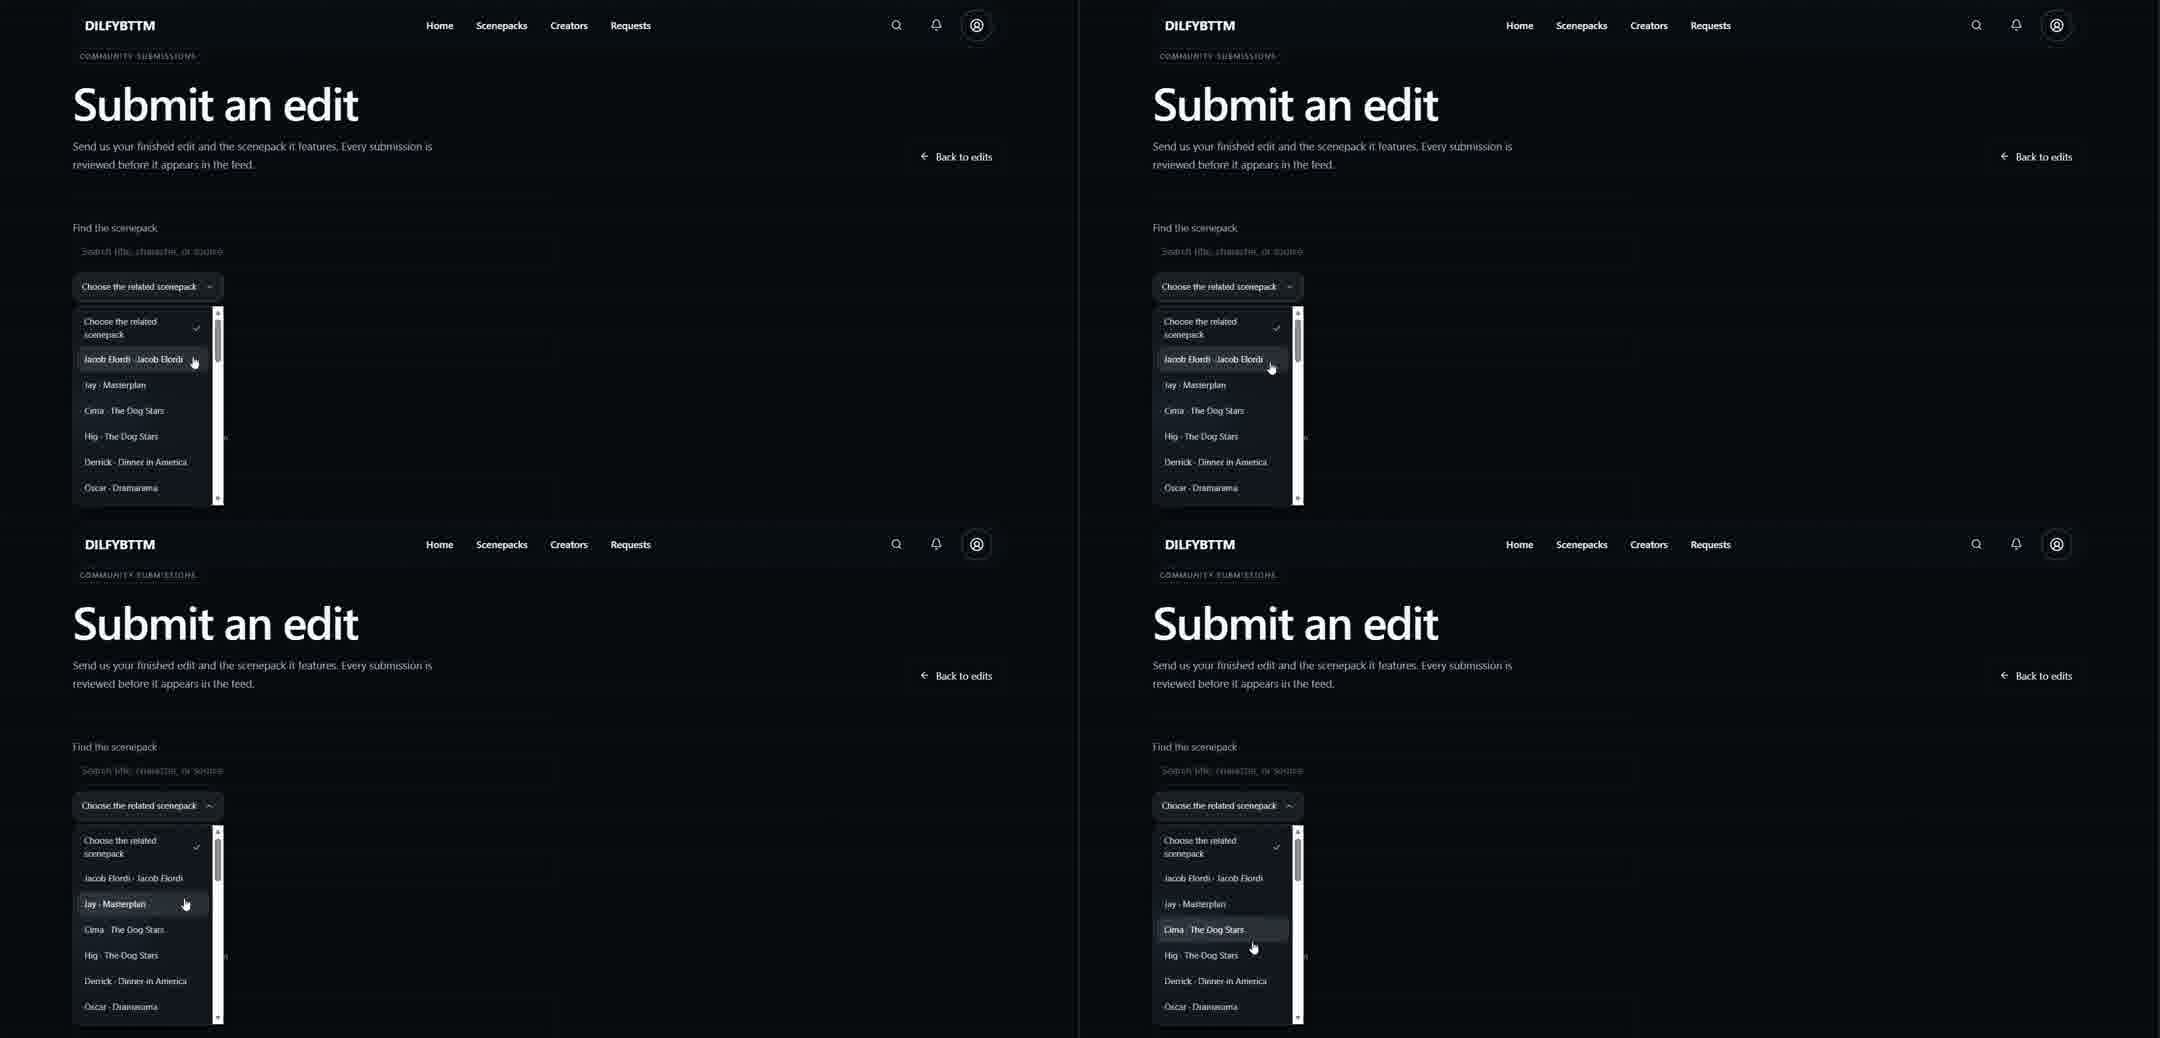 DILFYBTTM Home Scenepacks Creators Requests
COMMUNITY SUBMISSIONS
Submit an edit
Send us your finished edit and the scenepack it features. Every submission is
reviewed before it appears in the feed.
← Back to edits
Find the scenepack
Search title, character, or source
Choose the related scenepack
Choose the related
scenepack
Jacob Elordi · Jacob Elordi
Jay · Masterplan
Cima · The Dog Stars
Hig · The Dog Stars
Derrick · Dinner in America
Oscar · Dramarama
DILFYBTTM Home Scenepacks Creators Requests
COMMUNITY SUBMISSIONS
Submit an edit
Send us your finished edit and the scenepack it features. Every submission is
reviewed before it appears in the feed.
← Back to edits
Find the scenepack
Search title, character, or source
Choose the related scenepack
Choose the related
scenepack
Jacob Elordi · Jacob Elordi
Jay · Masterplan
Cima · The Dog Stars
Hig · The Dog Stars
Derrick · Dinner in America
Oscar · Dramarama
DILFYBTTM Home Scenepacks Creators Requests
COMMUNITY SUBMISSIONS
Submit an edit
Send us your finished edit and the scenepack it features. Every submission is
reviewed before it appears in the feed.
← Back to edits
Find the scenepack
Search title, character, or source
Choose the related scenepack
Choose the related
scenepack
Jacob Elordi · Jacob Elordi
Jay · Masterplan
Cima · The Dog Stars
Hig · The Dog Stars
Derrick · Dinner in America
Oscar · Dramarama
DILFYBTTM Home Scenepacks Creators Requests
COMMUNITY SUBMISSIONS
Submit an edit
Send us your finished edit and the scenepack it features. Every submission is
reviewed before it appears in the feed.
← Back to edits
Find the scenepack
Search title, character, or source
Choose the related scenepack
Choose the related
scenepack
Jacob Elordi · Jacob Elordi
Jay · Masterplan
Cima · The Dog Stars
Hig · The Dog Stars
Derrick · Dinner in America
Oscar · Dramarama